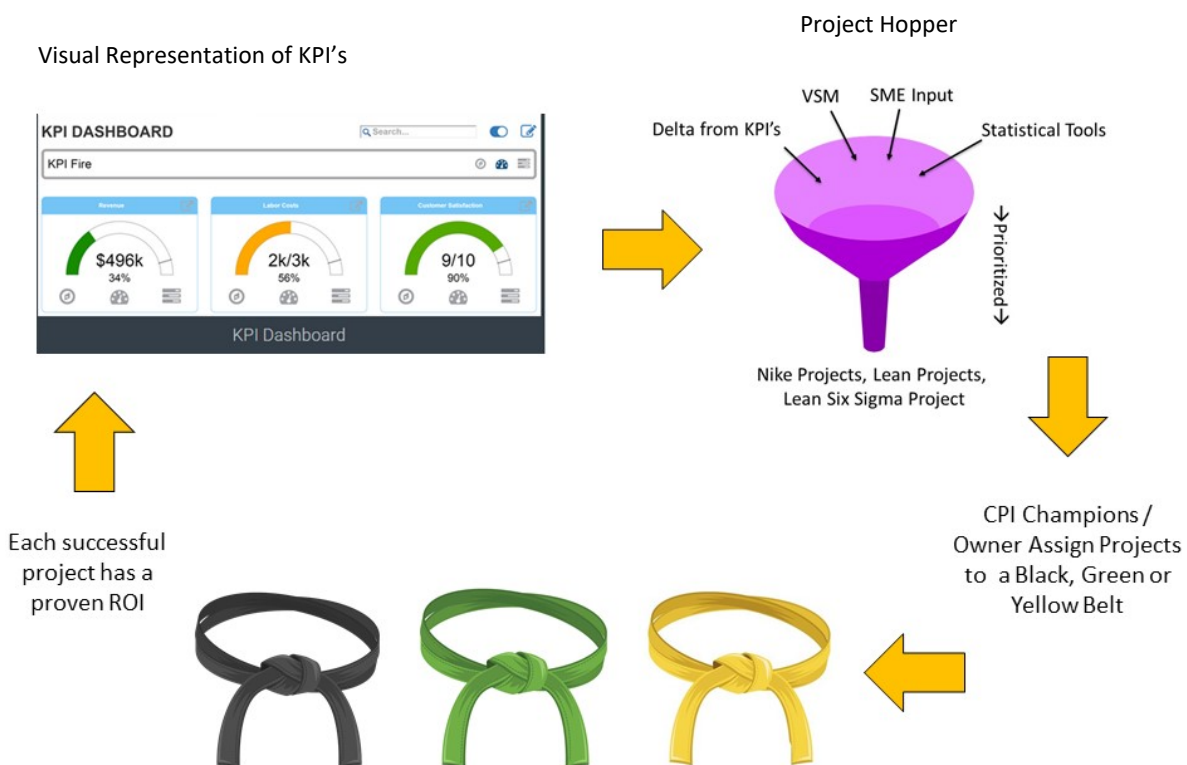 Visual Representation of KPI's
KPI DASHBOARD
Search...
KPI Fire
Revenue
$496k
34%
Labor Costs
2k/3k
56%
Customer Satisfaction
9/10
90%
KPI Dashboard
Project Hopper
VSM
SME Input
Delta from KPI's
Statistical Tools
→Prioritized→
Nike Projects, Lean Projects,
Lean Six Sigma Project
CPI Champions /
Owner Assign Projects
to a Black, Green or
Yellow Belt
Each successful
project has a
proven ROI